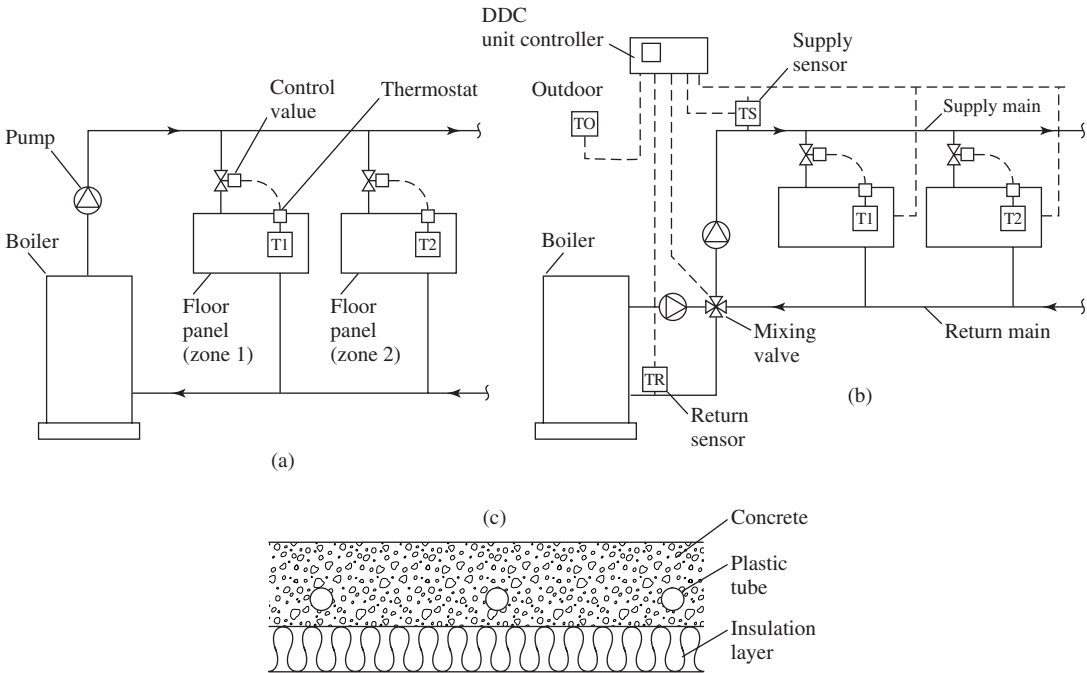 Pump
Boiler
Control
value
Thermostat
T1
T2
Floor
panel
(zone 1)
Floor
panel
(zone 2)
(a)
DDC
unit controller
Outdoor
TO
Supply
sensor
TS
Supply main
T1
T2
Boiler
Mixing
valve
Return main
TR
Return
sensor
(b)
(c)
Concrete
Plastic
tube
Insulation
layer